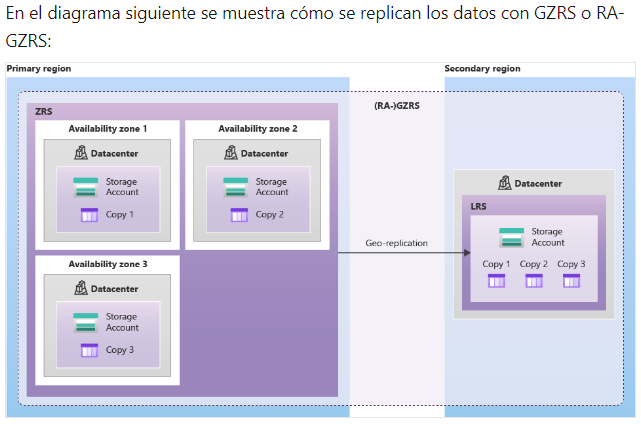 En el diagrama siguiente se muestra cómo se replican los datos con GZRS o RA-
GZRS:
Primary region
Secondary region
(RA-)GZRS
ZRS
Availability zone 1
Datacenter
Storage
Account
Copy 1
Availability zone 2
Datacenter
Storage
Account
Copy 2
Availability zone 3
Datacenter
Storage
Account
Copy 3
Geo-replication
Datacenter
LRS
Storage
Account
Copy 1 Copy 2 Copy 3